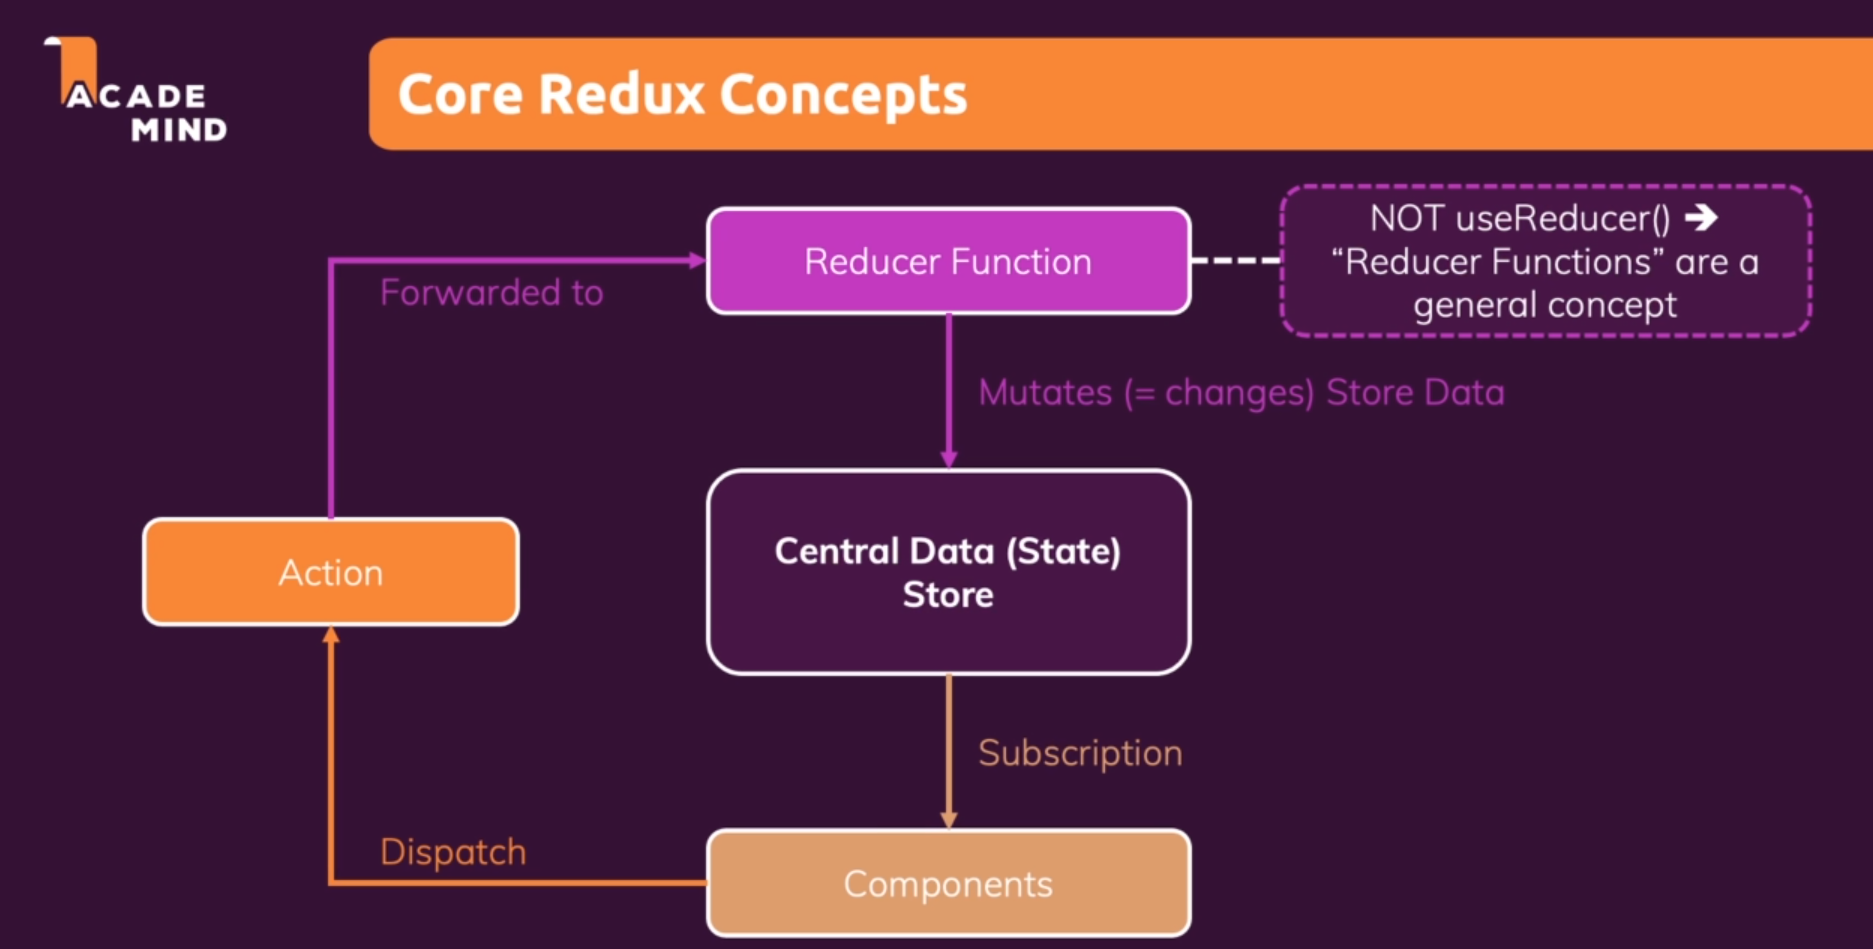 ACADE
MIND
Core Redux Concepts
Reducer Function
NOT useReducer() ➔
“Reducer Functions” are a
general concept
Forwarded to
Mutates (= changes) Store Data
Action
Central Data (State)
Store
Subscription
Dispatch
Components